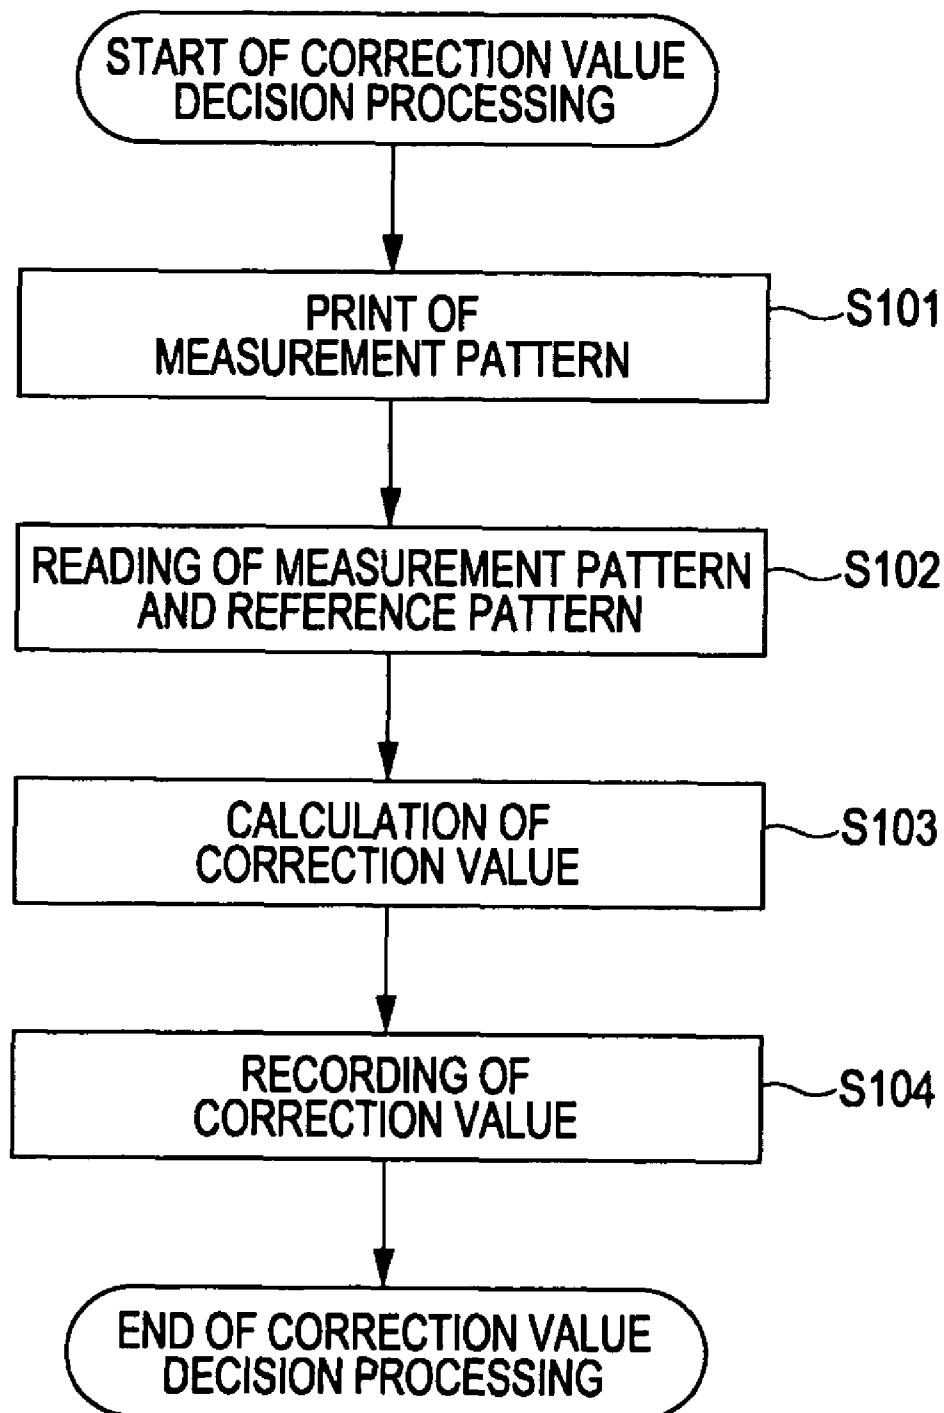 START OF CORRECTION VALUE
DECISION PROCESSING
PRINT OF
MEASUREMENT PATTERN
S101
READING OF MEASUREMENT PATTERN
AND REFERENCE PATTERN
S102
CALCULATION OF
CORRECTION VALUE
S103
RECORDING OF
CORRECTION VALUE
S104
END OF CORRECTION VALUE
DECISION PROCESSING